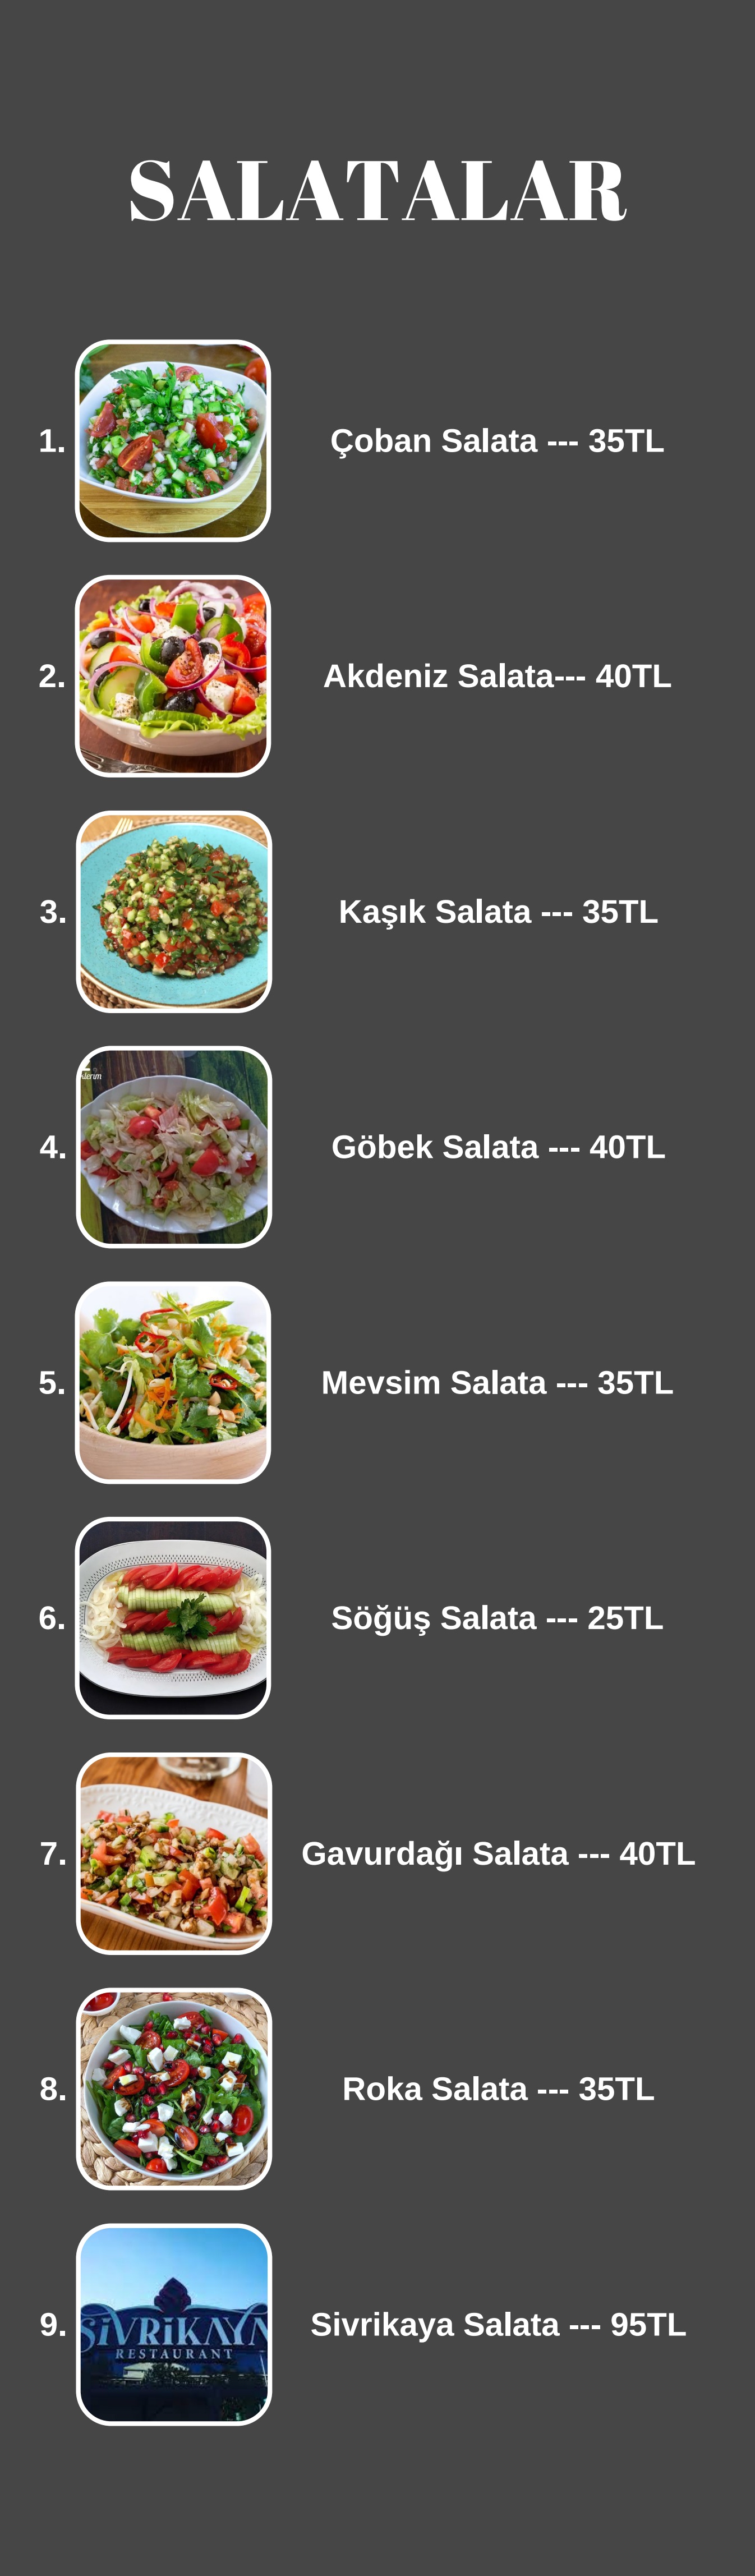 SALATALAR
1. Çoban Salata --- 35TL
2. Akdeniz Salata--- 40TL
3. Kaşık Salata --- 35TL
4. Göbek Salata --- 40TL
5. Mevsim Salata --- 35TL
6. Söğüş Salata --- 25TL
7. Gavurdağı Salata --- 40TL
8. Roka Salata --- 35TL
9. Sivrikaya Salata --- 95TL
SİVRİKAYA
RESTAURANT